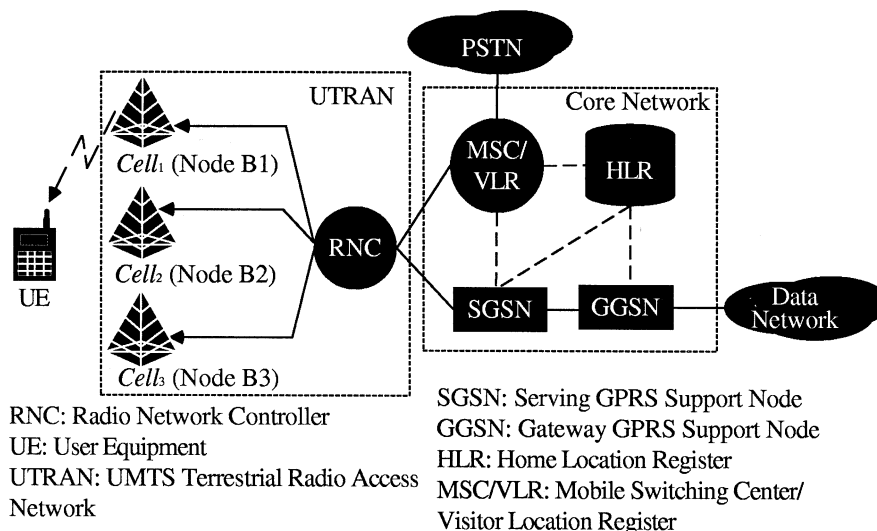 PSTN
UTRAN
Core Network
Cell₁ (Node B1)
MSC/
VLR
HLR
RNC
Cell₂ (Node B2)
UE
SGSN
GGSN
Data
Network
Cell₃ (Node B3)
RNC: Radio Network Controller
UE: User Equipment
UTRAN: UMTS Terrestrial Radio Access
Network
SGSN: Serving GPRS Support Node
GGSN: Gateway GPRS Support Node
HLR: Home Location Register
MSC/VLR: Mobile Switching Center/
Visitor Location Register